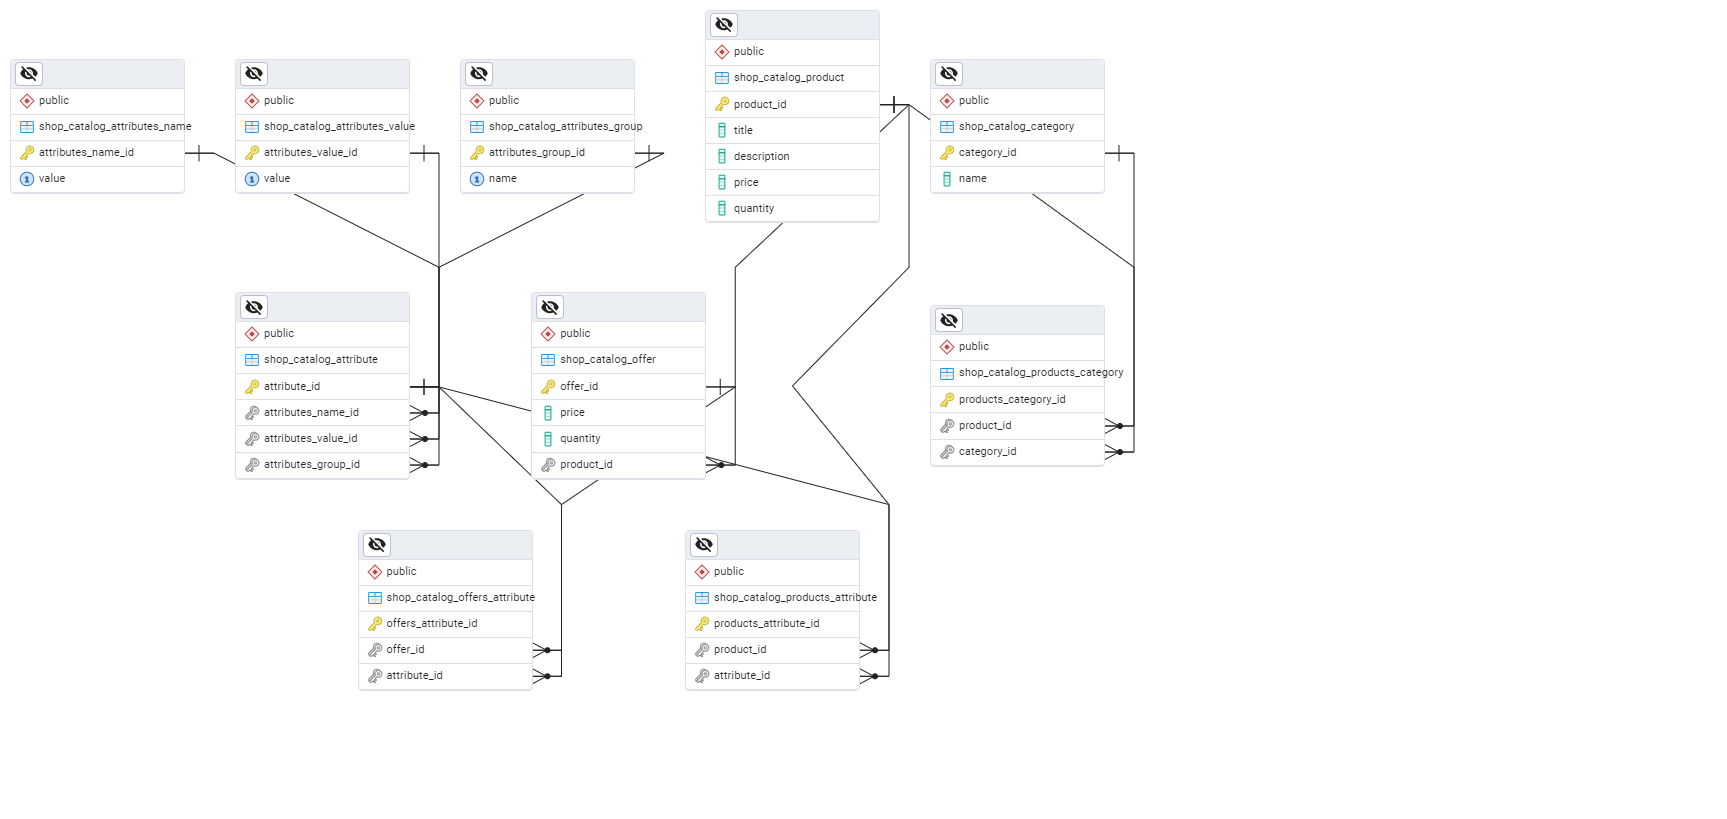 public
shop_catalog_attributes_name
attributes_name_id
value
public
shop_catalog_attributes_value
attributes_value_id
value
public
shop_catalog_attributes_group
attributes_group_id
name
public
shop_catalog_product
product_id
title
description
price
quantity
public
shop_catalog_category
category_id
name
public
shop_catalog_attribute
attribute_id
attributes_name_id
attributes_value_id
attributes_group_id
public
shop_catalog_offer
offer_id
price
quantity
product_id
public
shop_catalog_products_category
products_category_id
product_id
category_id
public
shop_catalog_offers_attribute
offers_attribute_id
offer_id
attribute_id
public
shop_catalog_products_attribute
products_attribute_id
product_id
attribute_id